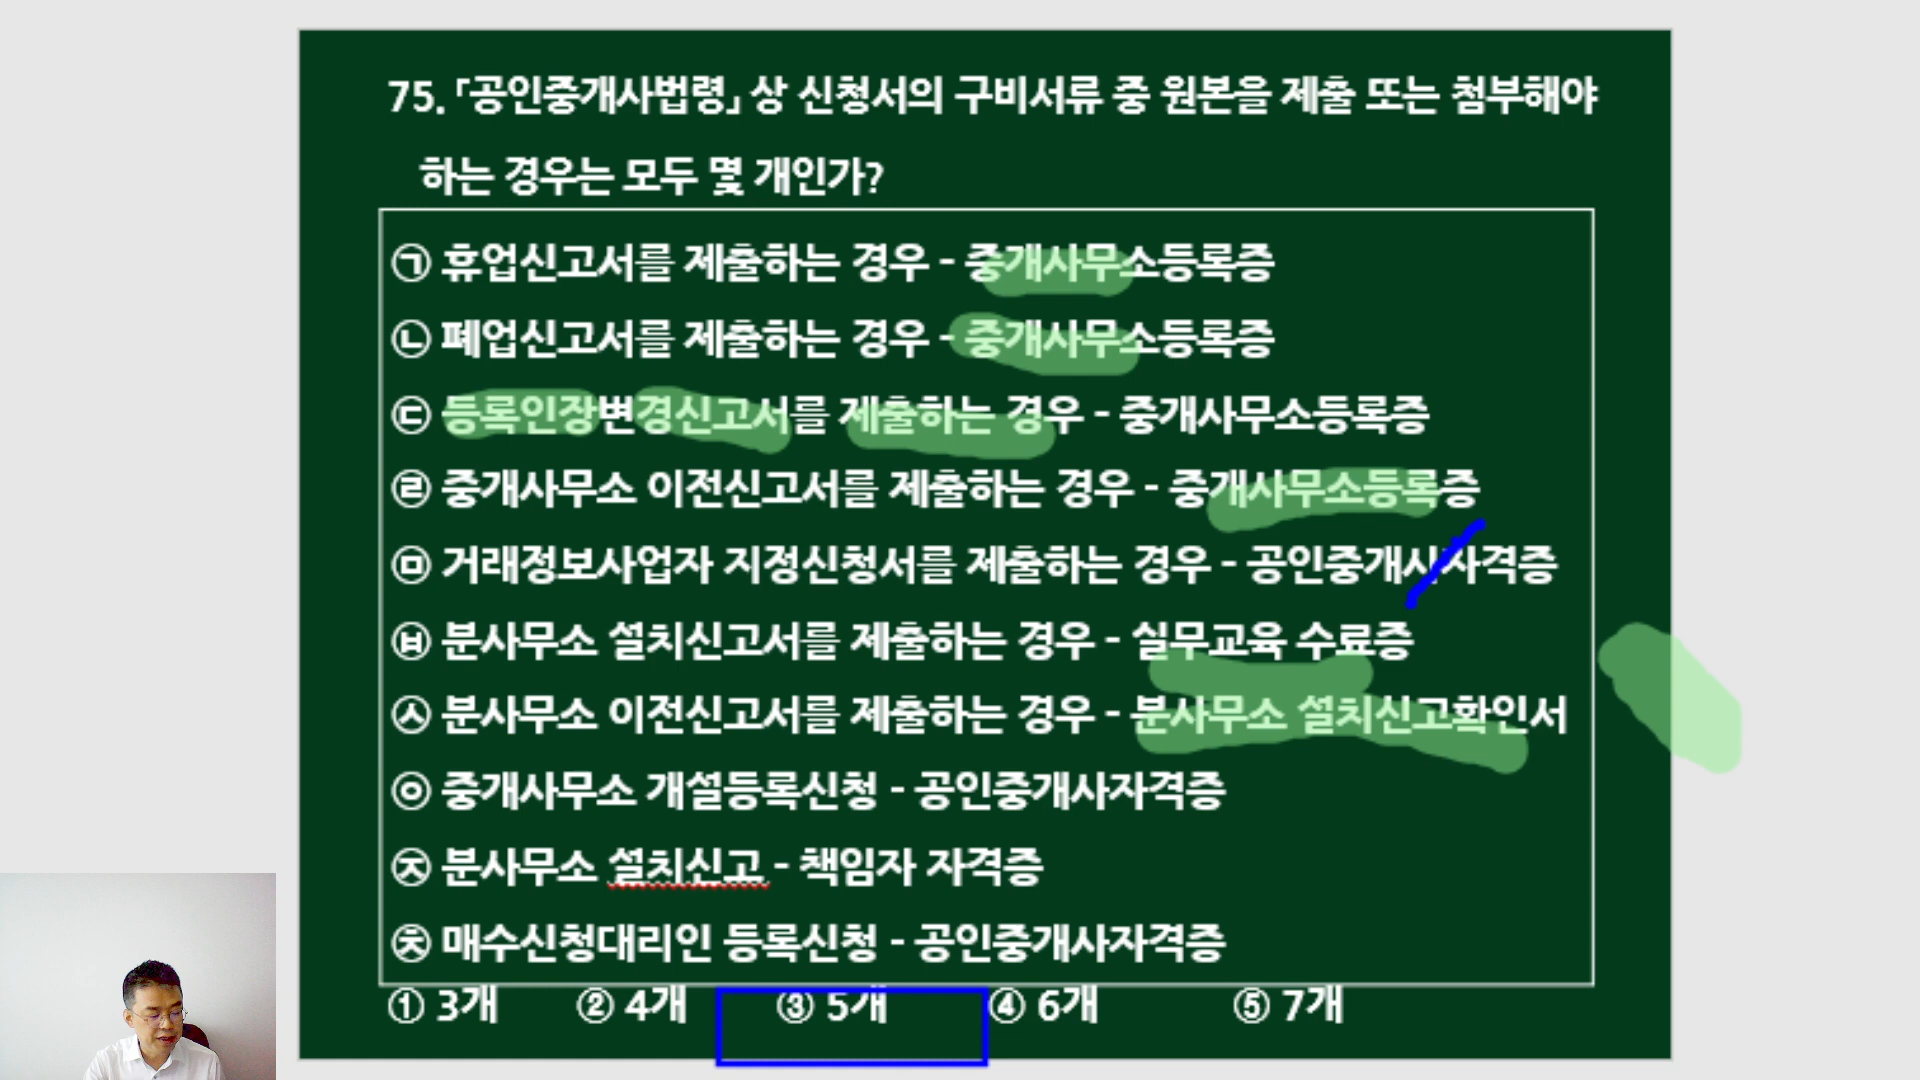 75. ｢공인중개사법령｣ 상 신청서의 구비서류 중 원본을 제출 또는 첨부해야
하는 경우는 모두 몇 개인가?
㉠ 휴업신고서를 제출하는 경우 - 중개사무소등록증
㉡ 폐업신고서를 제출하는 경우 - 중개사무소등록증
㉢ 등록인장변경신고서를 제출하는 경우 - 중개사무소등록증
㉣ 중개사무소 이전신고서를 제출하는 경우 - 중개사무소등록증
㉤ 거래정보사업자 지정신청서를 제출하는 경우 - 공인중개사자격증
㉥ 분사무소 설치신고서를 제출하는 경우 - 실무교육 수료증
㉦ 분사무소 이전신고서를 제출하는 경우 - 분사무소 설치신고확인서
㉧ 중개사무소 개설등록신청 - 공인중개사자격증
㉨ 분사무소 설치신고 - 책임자 자격증
㉩ 매수신청대리인 등록신청 - 공인중개사자격증
① 3개 ② 4개 ③ 5개 ④ 6개 ⑤ 7개